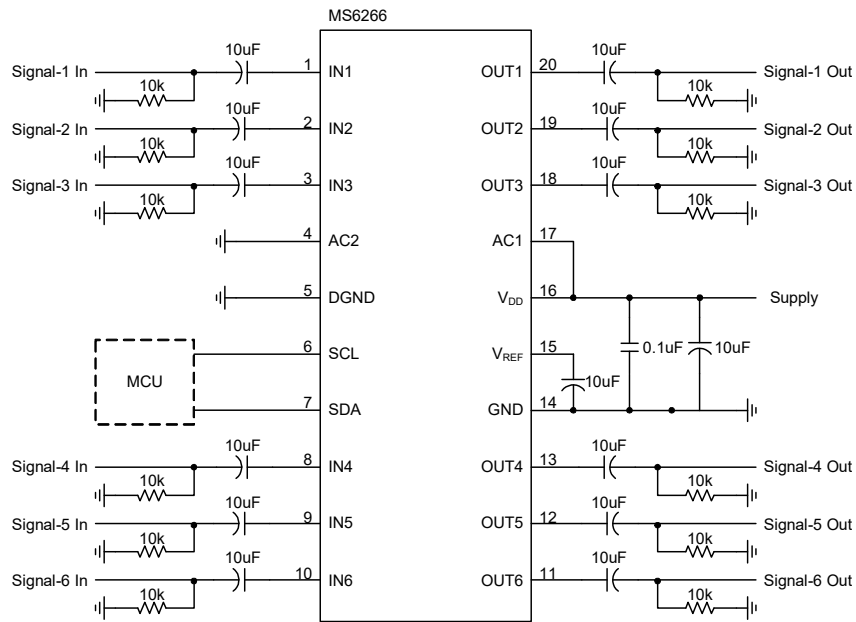 MS6266
Signal-1 In 10k 10uF 1 IN1 OUT1 20 10uF 10k Signal-1 Out
Signal-2 In 10k 10uF 2 IN2 OUT2 19 10uF 10k Signal-2 Out
Signal-3 In 10k 10uF 3 IN3 OUT3 18 10uF 10k Signal-3 Out
4 AC2 AC1 17
5 DGND VDD 16 Supply
MCU 6 SCL VREF 15 10uF 0.1uF 10uF
7 SDA GND 14
Signal-4 In 10k 10uF 8 IN4 OUT4 13 10uF 10k Signal-4 Out
Signal-5 In 10k 10uF 9 IN5 OUT5 12 10uF 10k Signal-5 Out
Signal-6 In 10k 10uF 10 IN6 OUT6 11 10uF 10k Signal-6 Out